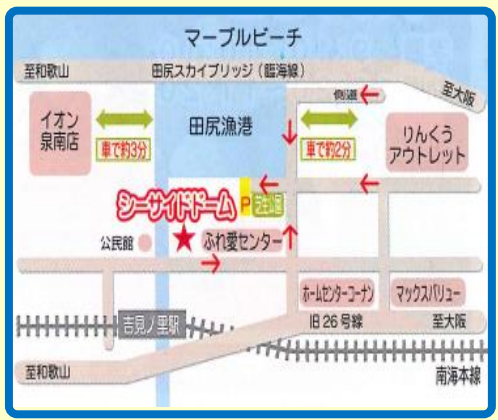 マーブルビーチ
至和歌山
田尻スカイブリッジ（臨海線）
至大阪
側道
イオン
泉南店
車で約3分
田尻漁港
車で約2分
りんくう
アウトレット
シーサイドドーム
P
芝生公園
公民館
ふれ愛センター
ホームセンターコーナン
マックスバリュー
吉見ノ里駅
旧26号線
至大阪
至和歌山
南海本線